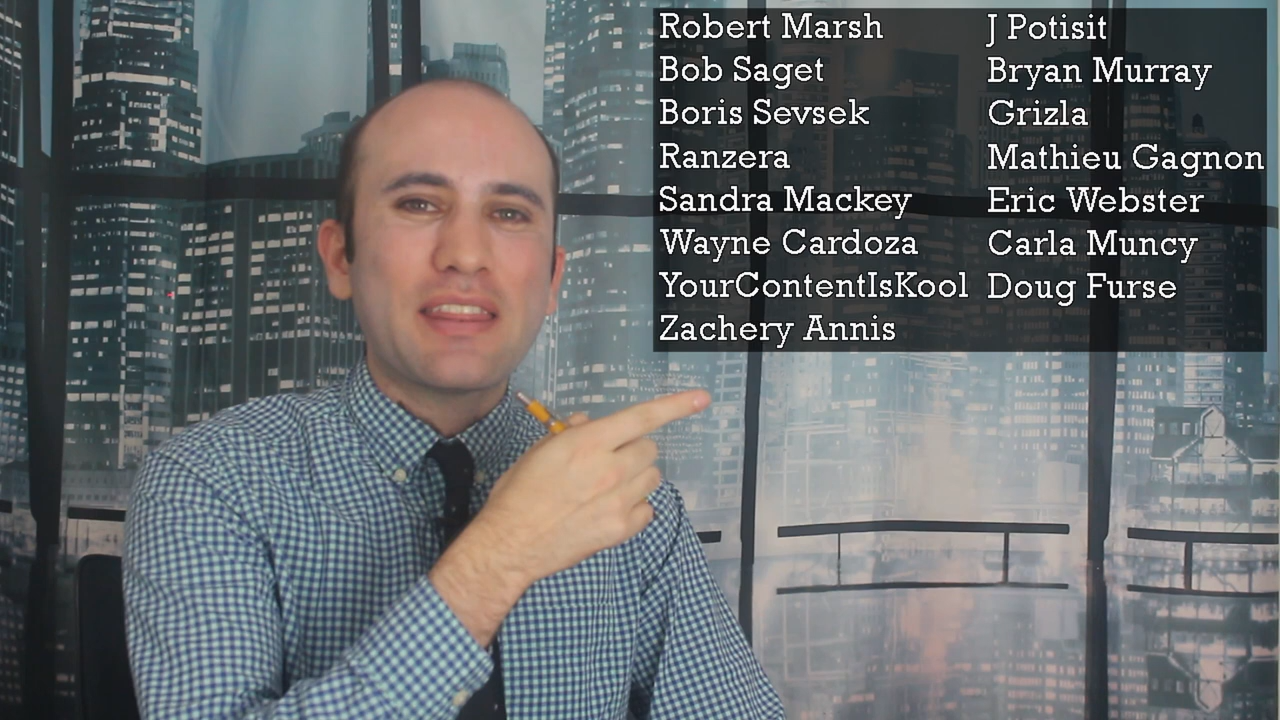 Robert Marsh
Bob Saget
Boris Sevsek
Ranzera
Sandra Mackey
Wayne Cardoza
YourContentIsKool
Zachery Annis
J Potisit
Bryan Murray
Grizla
Mathieu Gagnon
Eric Webster
Carla Muncy
Doug Furse